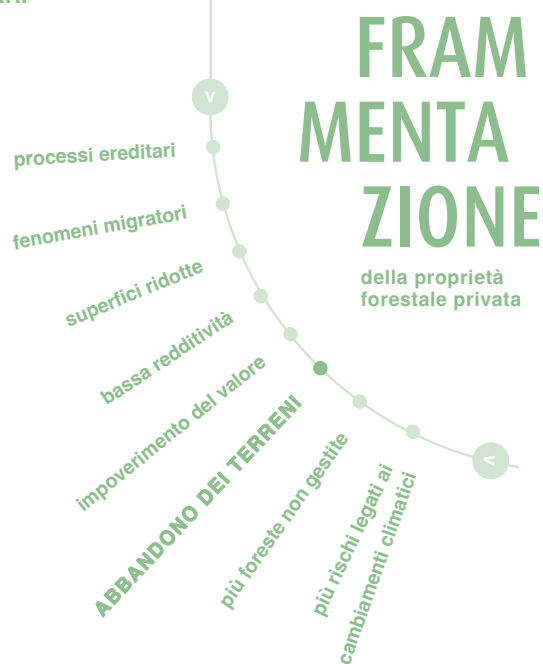 FRAM
MENTA
ZIONE
della proprietà
forestale privata
v
processi ereditari
fenomeni migratori
superfici ridotte
bassa redditività
impoverimento del valore
ABBANDONO DEI TERRENI
più foreste non gestite
più rischi legati ai
cambiamenti climatici
v